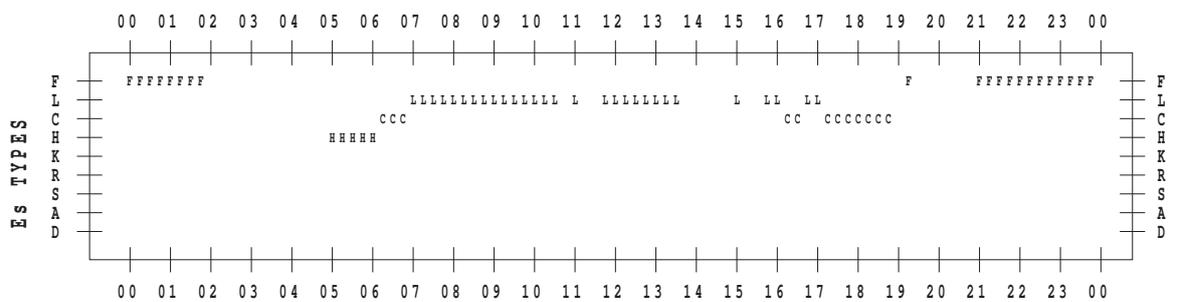 00 01 02 03 04 05 06 07 08 09 10 11 12 13 14 15 16 17 18 19 20 21 22 23 00
F FFFFFFFF F FFFFFFFFFFFF F
L LLLLLLLLLLLLLLL L LLLLLLLL L LL LL L
C CCC CC CCCCCCC C
H HHHHH H
K K
R R
S S
A A
D D
Es TYPES
00 01 02 03 04 05 06 07 08 09 10 11 12 13 14 15 16 17 18 19 20 21 22 23 00